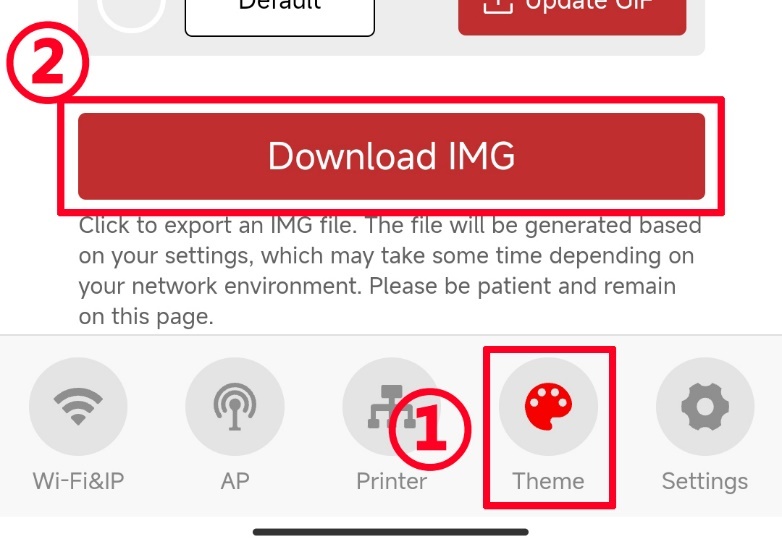 Default
Update GIF
2
Download IMG
Click to export an IMG file. The file will be generated based
on your settings, which may take some time depending on
your network environment. Please be patient and remain
on this page.
1
Wi-Fi&IP
AP
Printer
Theme
Settings